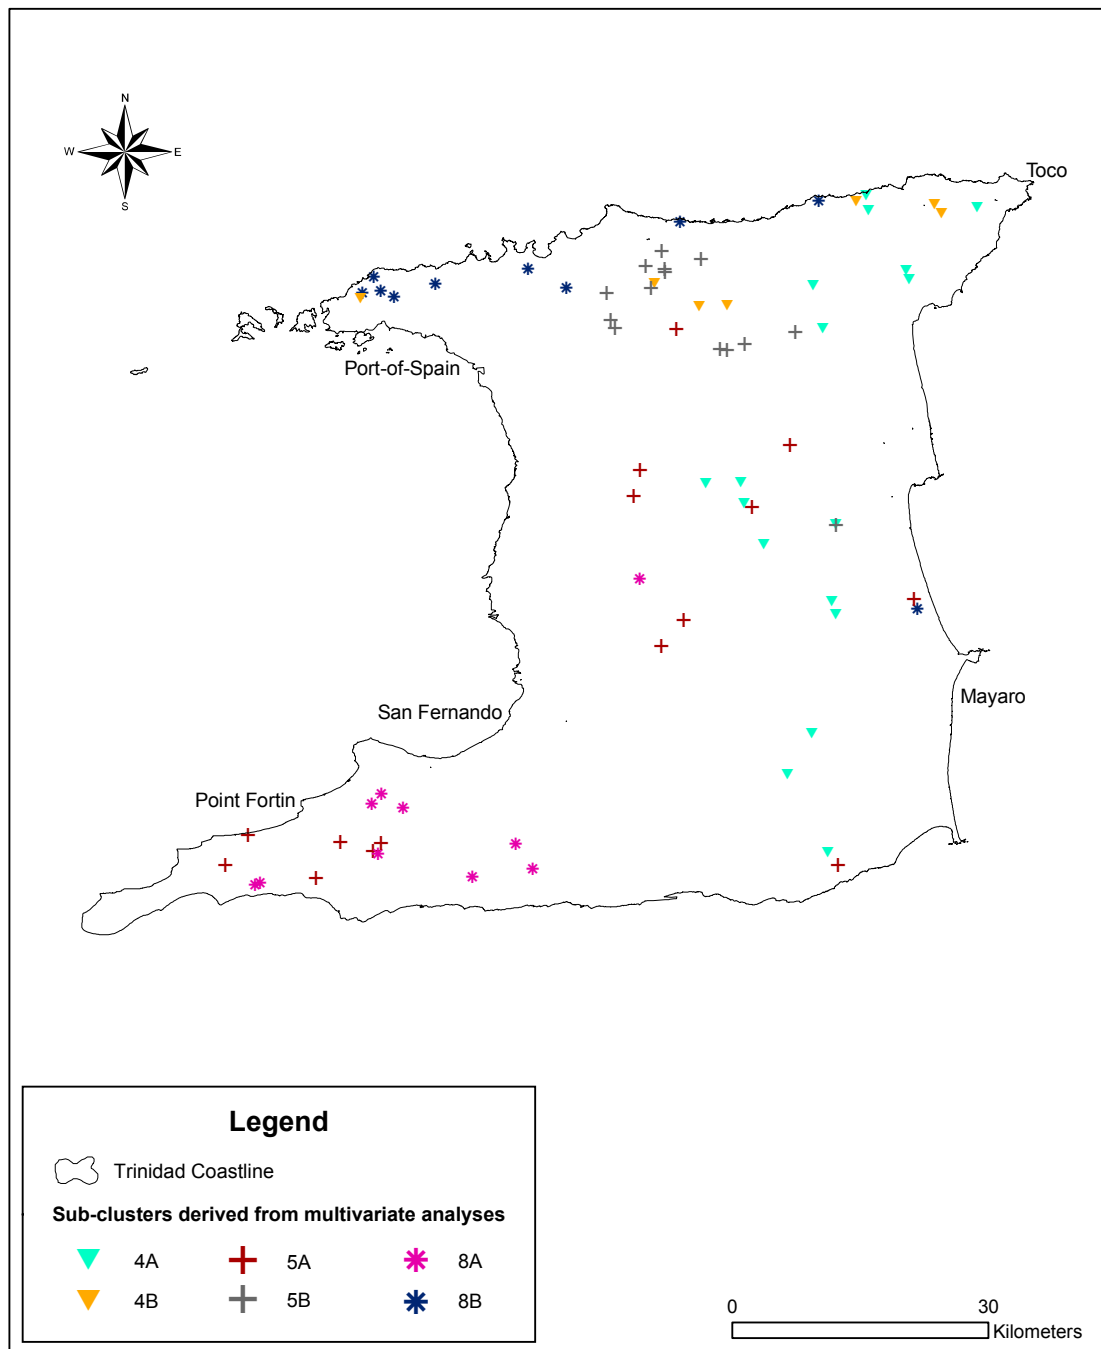 N
W E
S
Toco
Port-of-Spain
San Fernando
Mayaro
Point Fortin
Legend
Trinidad Coastline
Sub-clusters derived from multivariate analyses
4A 5A 8A
4B 5B 8B
0 30
Kilometers